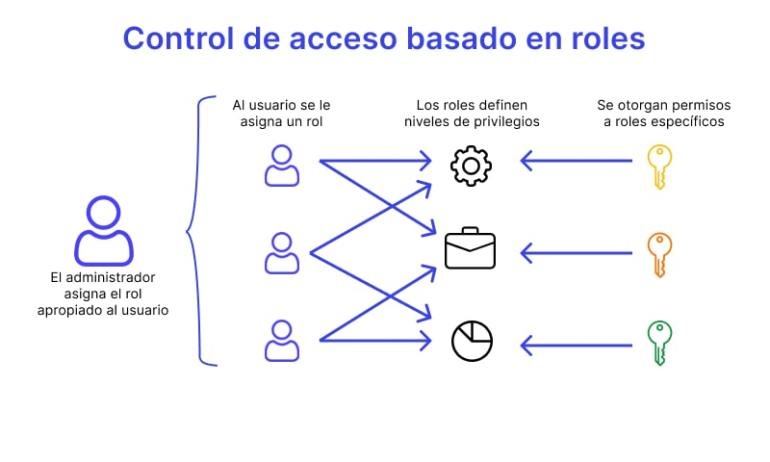 Control de acceso basado en roles
Al usuario se le
asigna un rol
Los roles definen
niveles de privilegios
Se otorgan permisos
a roles específicos
El administrador
asigna el rol
apropiado al usuario